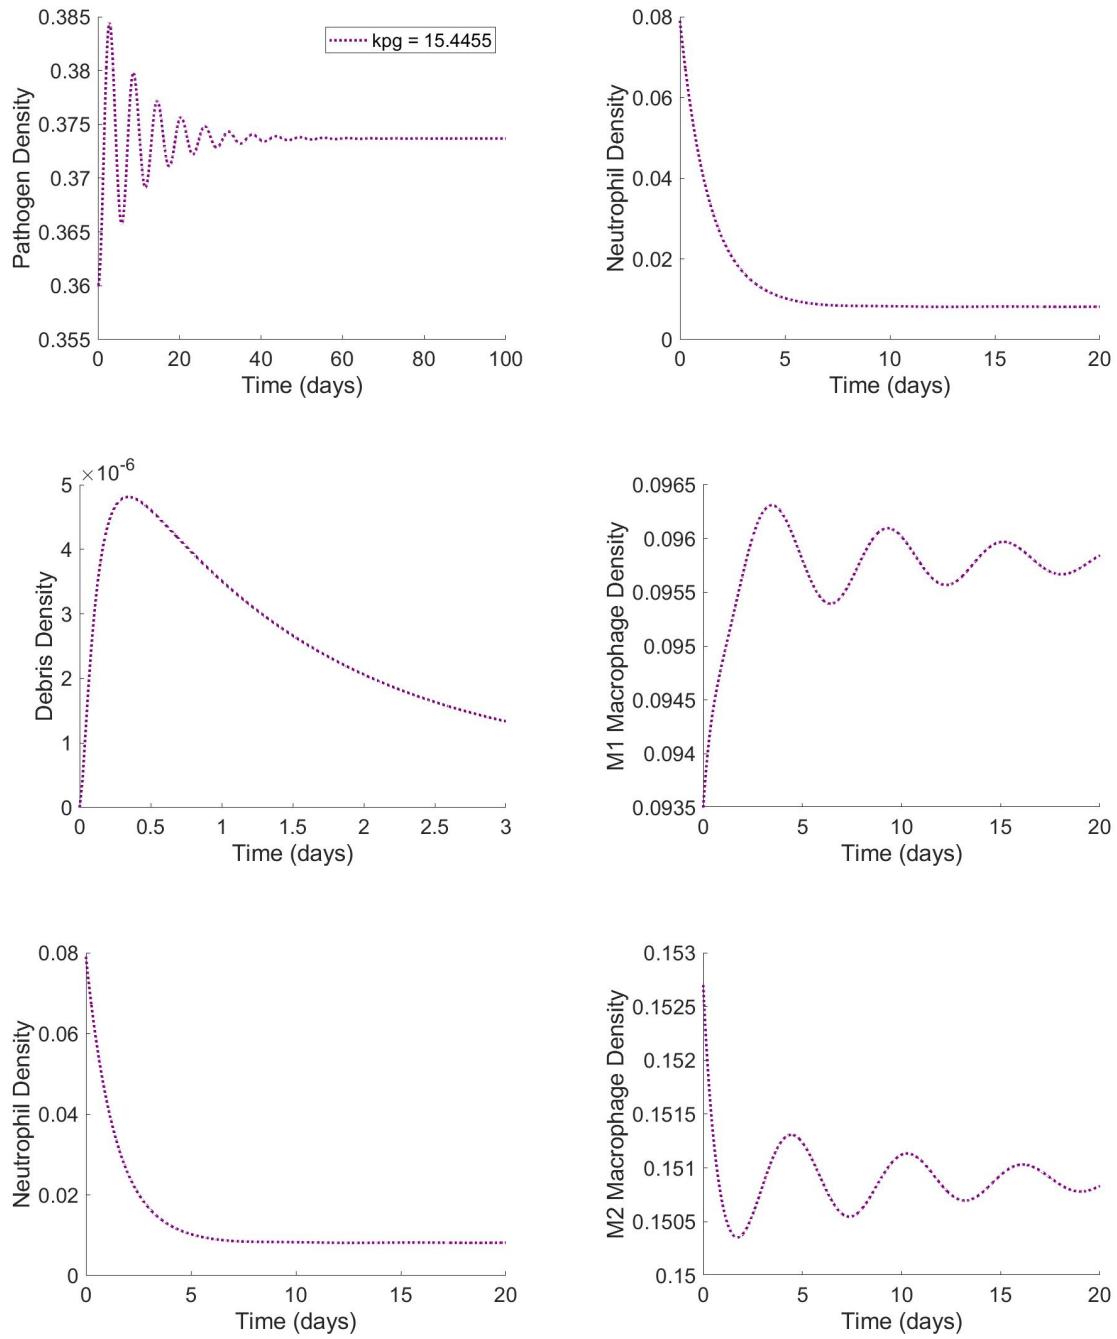 0.385
0.38
0.375
0.37
0.365
0.36
0.355
Pathogen Density
kpg = 15.4455
0 20 40 60 80 100
Time (days)
0.08
0.06
0.04
0.02
0
Neutrophil Density
0 5 10 15 20
Time (days)
×10-6
5
4
3
2
1
0
Debris Density
0 0.5 1 1.5 2 2.5 3
Time (days)
0.0965
0.096
0.0955
0.095
0.0945
0.094
0.0935
M1 Macrophage Density
0 5 10 15 20
Time (days)
0.08
0.06
0.04
0.02
0
Neutrophil Density
0 5 10 15 20
Time (days)
0.153
0.1525
0.152
0.1515
0.151
0.1505
0.15
M2 Macrophage Density
0 5 10 15 20
Time (days)